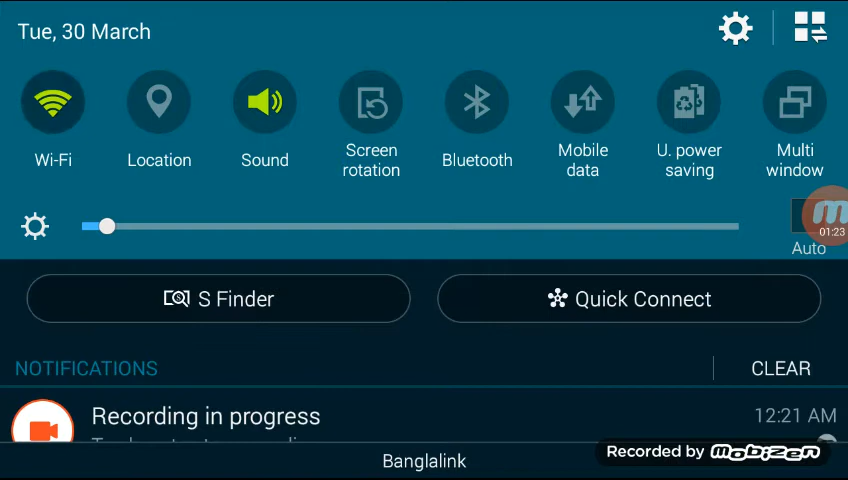 Tue, 30 March
Wi-Fi
Location
Sound
Screen
rotation
Bluetooth
Mobile
data
U. power
saving
Multi
window
01:23
Auto
S Finder
Quick Connect
NOTIFICATIONS
CLEAR
Recording in progress
12:21 AM
Banglalink
Recorded by mobizen